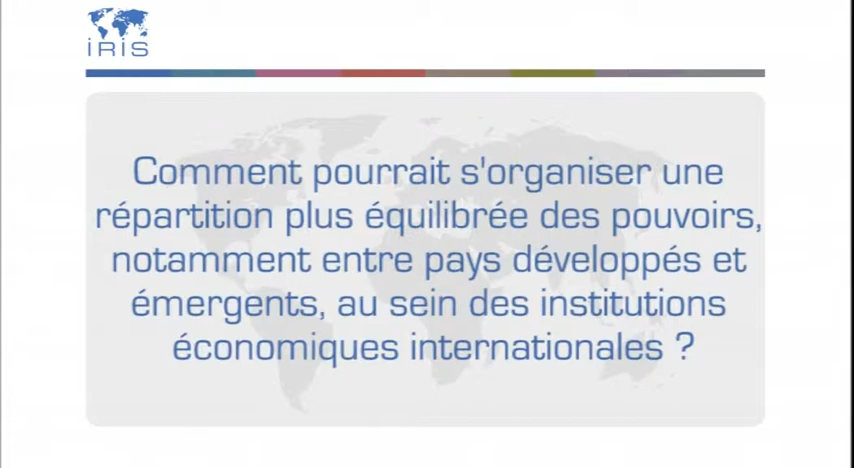 iRiS
Comment pourrait s'organiser une
répartition plus équilibrée des pouvoirs,
notamment entre pays développés et
émergents, au sein des institutions
économiques internationales ?